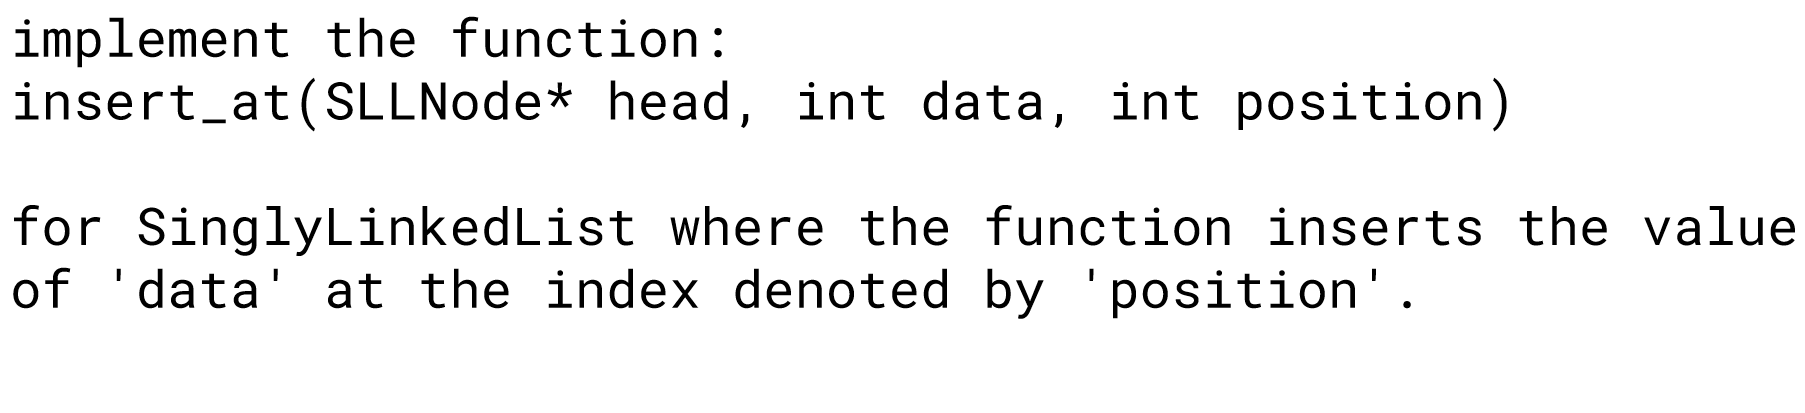 implement the function:
insert_at(SLLNode* head, int data, int position)
for SinglyLinkedList where the function inserts the value
of 'data' at the index denoted by 'position'.